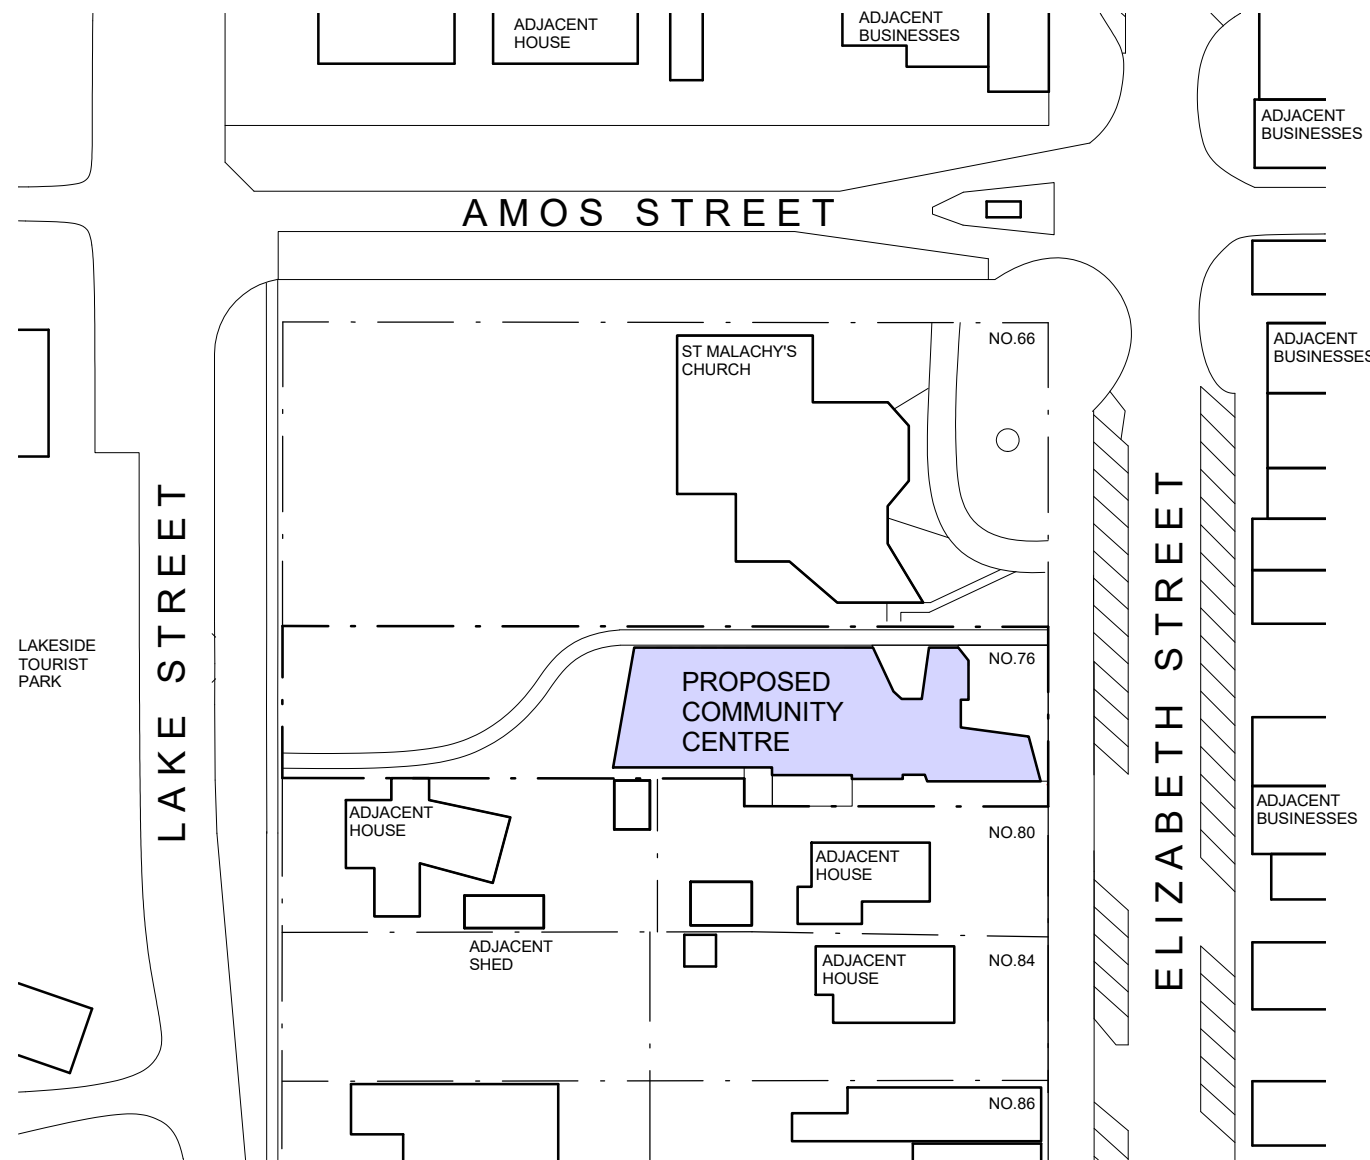 ADJACENT
HOUSE
ADJACENT
BUSINESSES
ADJACENT
BUSINESSES
AMOS STREET
ST MALACHY'S
CHURCH
NO.66
ADJACENT
BUSINESSES
LAKE STREET
ELIZABETH STREET
LAKESIDE
TOURIST
PARK
PROPOSED
COMMUNITY
CENTRE
NO.76
ADJACENT
HOUSE
NO.80
ADJACENT
BUSINESSES
ADJACENT
HOUSE
ADJACENT
SHED
ADJACENT
HOUSE
NO.84
NO.86